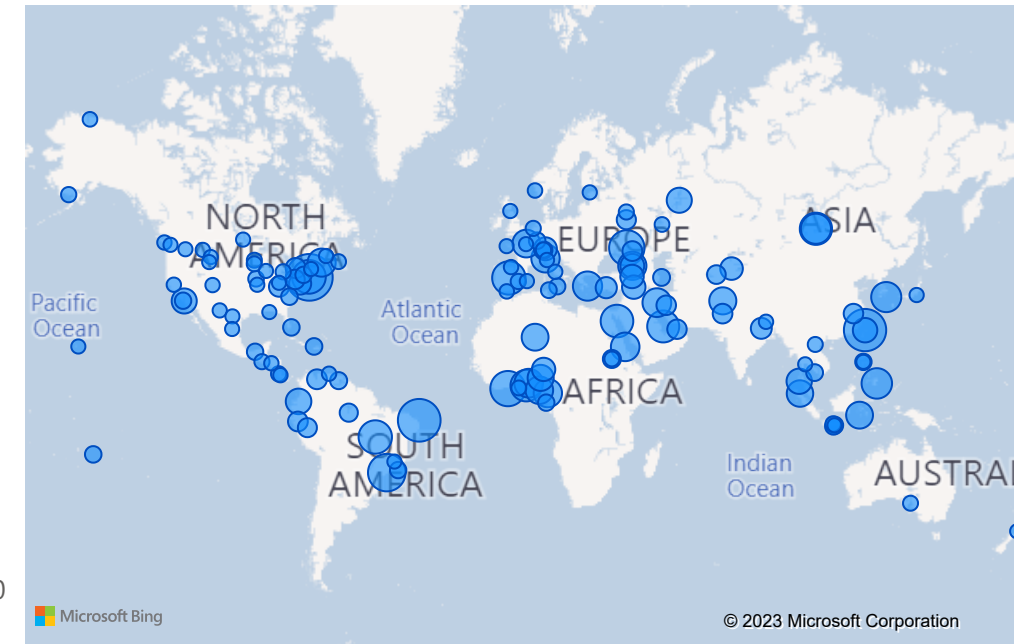 NORTH
AMERICA
ASIA
EUROPE
Pacific
Ocean
Atlantic
Ocean
AFRICA
SOUTH
AMERICA
Indian
Ocean
AUSTRA
0
Microsoft Bing
© 2023 Microsoft Corporation